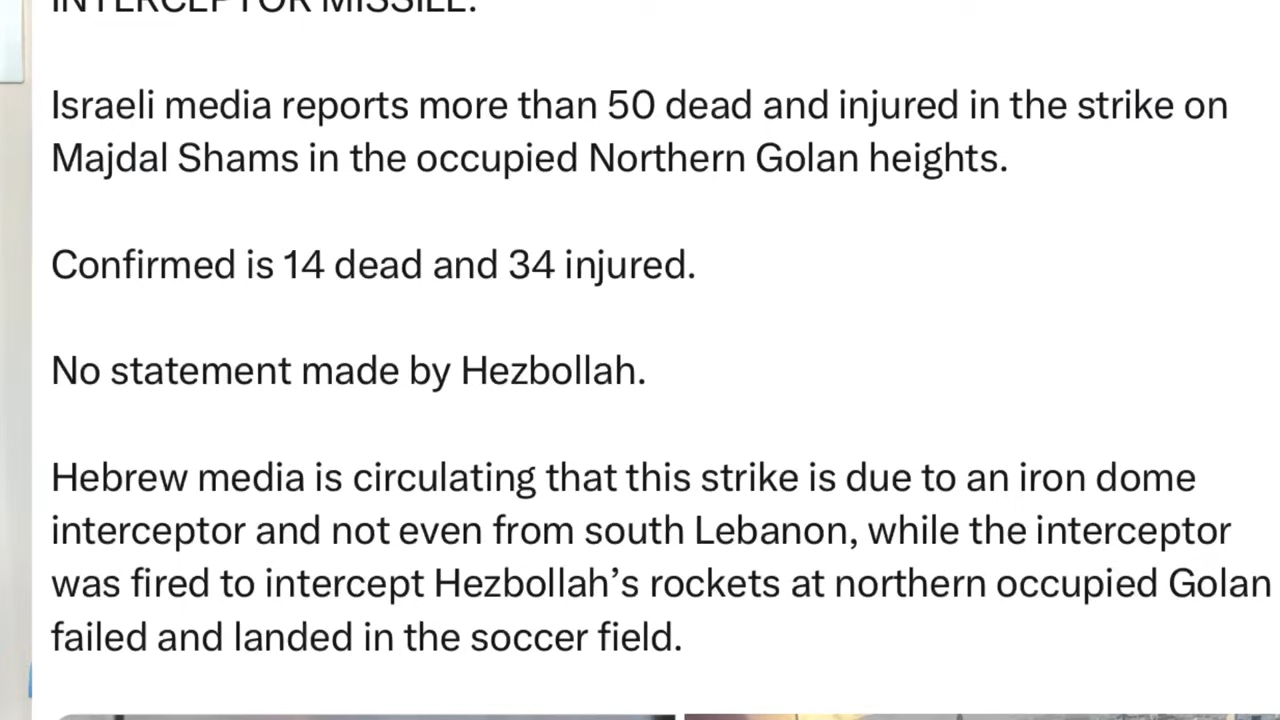 INTERCEPTOR MISSILE.
Israeli media reports more than 50 dead and injured in the strike on
Majdal Shams in the occupied Northern Golan heights.
Confirmed is 14 dead and 34 injured.
No statement made by Hezbollah.
Hebrew media is circulating that this strike is due to an iron dome
interceptor and not even from south Lebanon, while the interceptor
was fired to intercept Hezbollah’s rockets at northern occupied Golan
failed and landed in the soccer field.